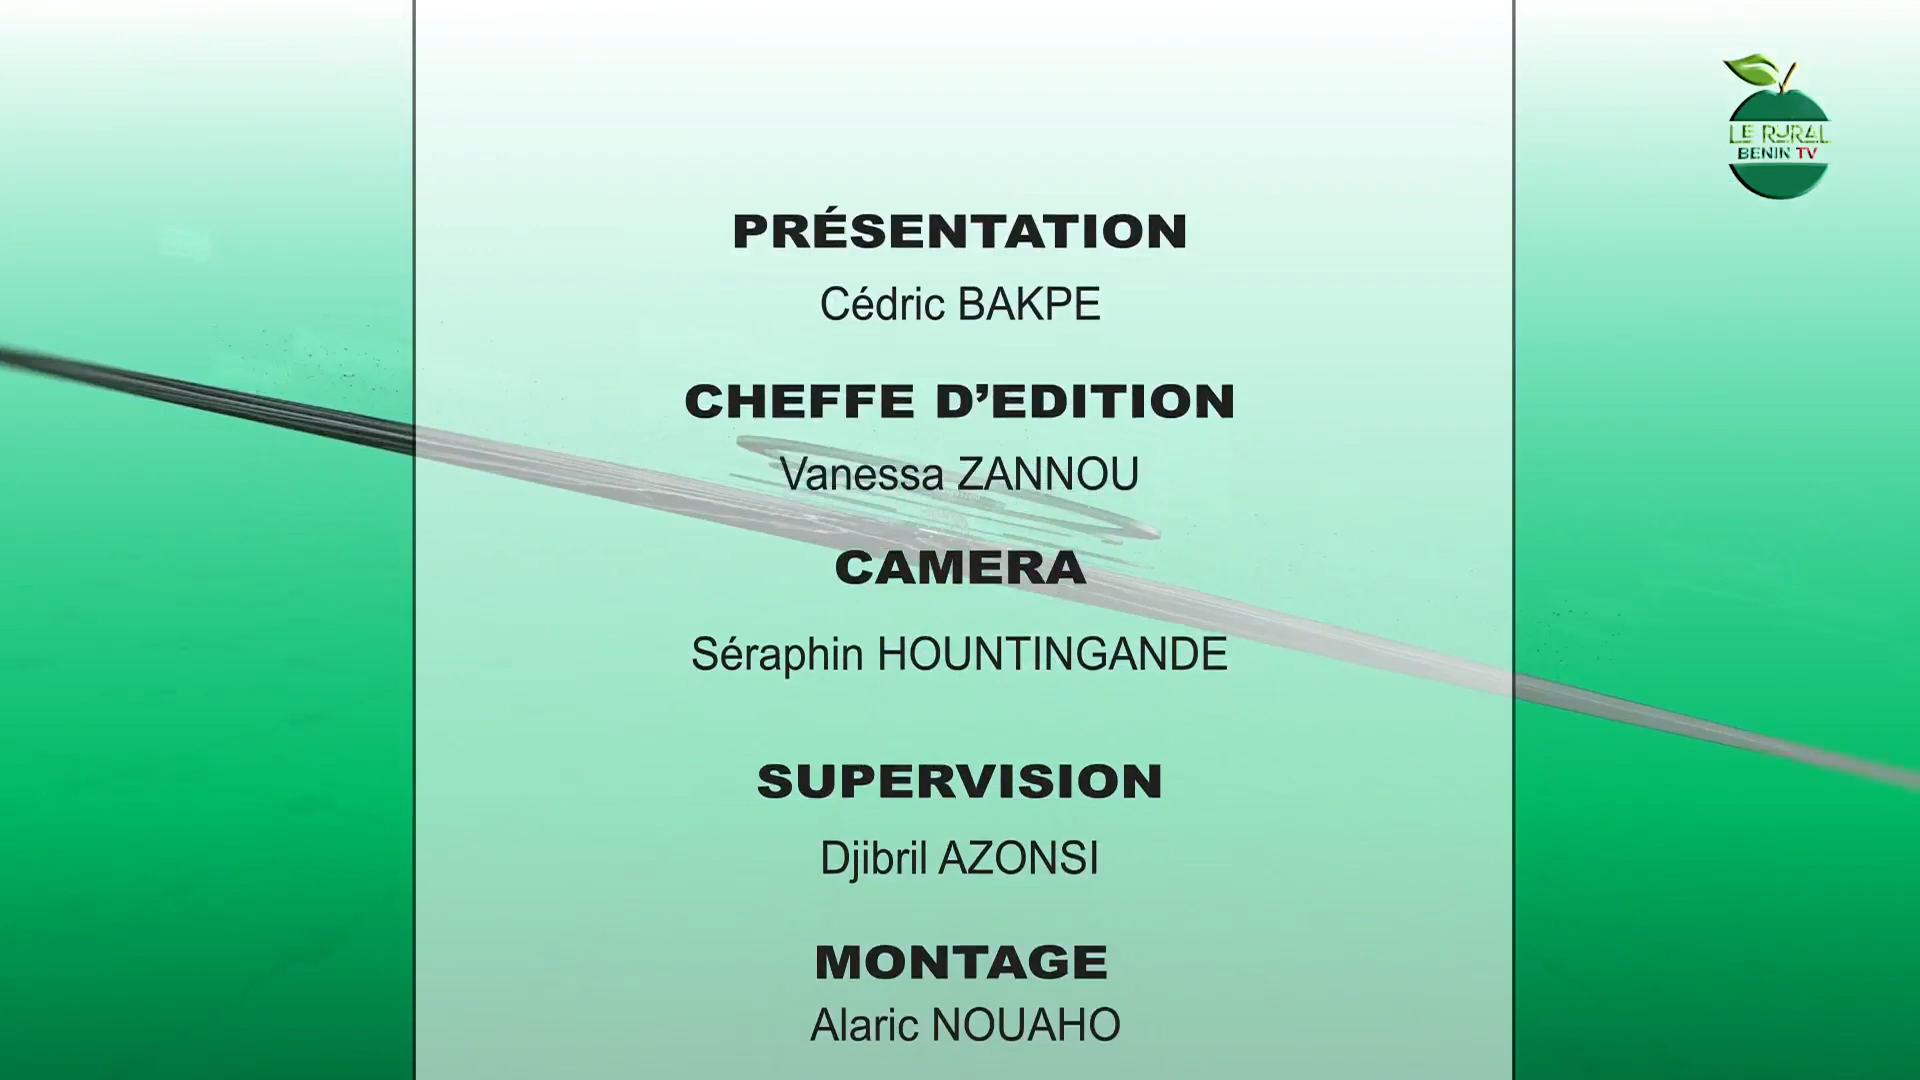 LE RURAL
BENIN TV
PRÉSENTATION
Cédric BAKPE
CHEFFE D’EDITION
Vanessa ZANNOU
CAMERA
Séraphin HOUNTINGANDE
SUPERVISION
Djibril AZONSI
MONTAGE
Alaric NOUAHO